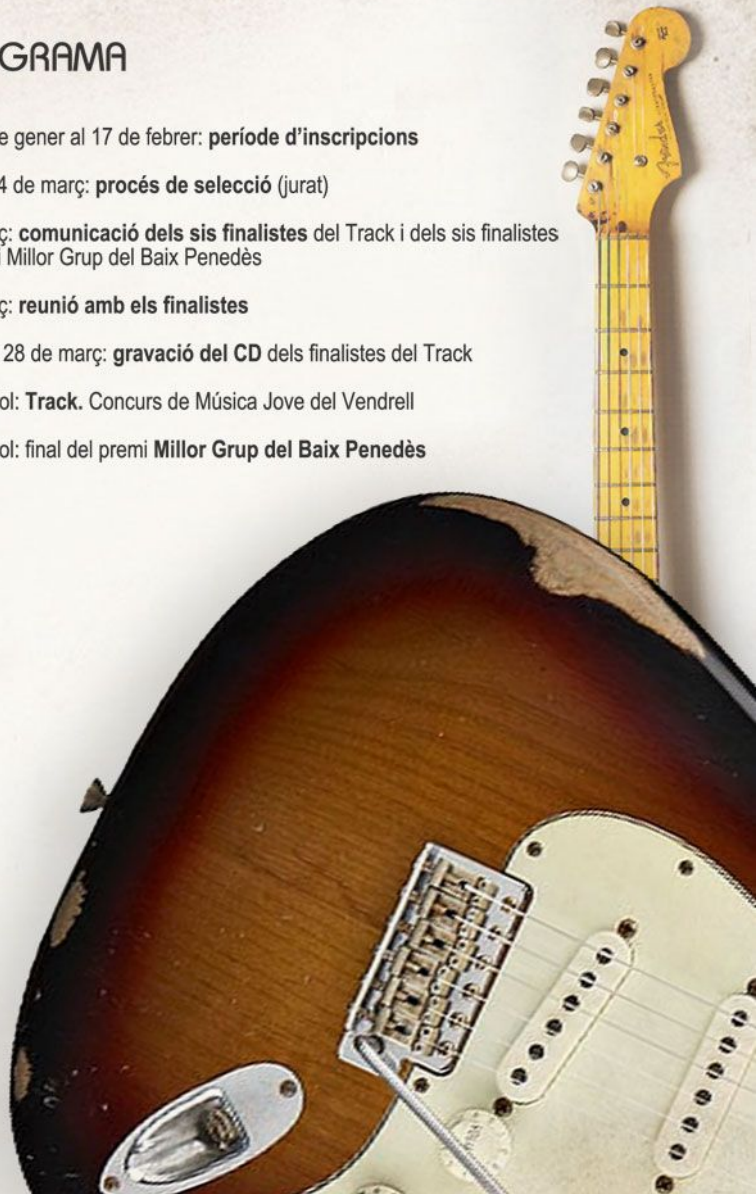 GRAMA
e gener al 17 de febrer: període d’inscripcions
4 de març: procés de selecció (jurat)
ç: comunicació dels sis finalistes del Track i dels sis finalistes
i Millor Grup del Baix Penedès
ç: reunió amb els finalistes
28 de març: gravació del CD dels finalistes del Track
ol: Track. Concurs de Música Jove del Vendrell
ol: final del premi Millor Grup del Baix Penedès
Fender